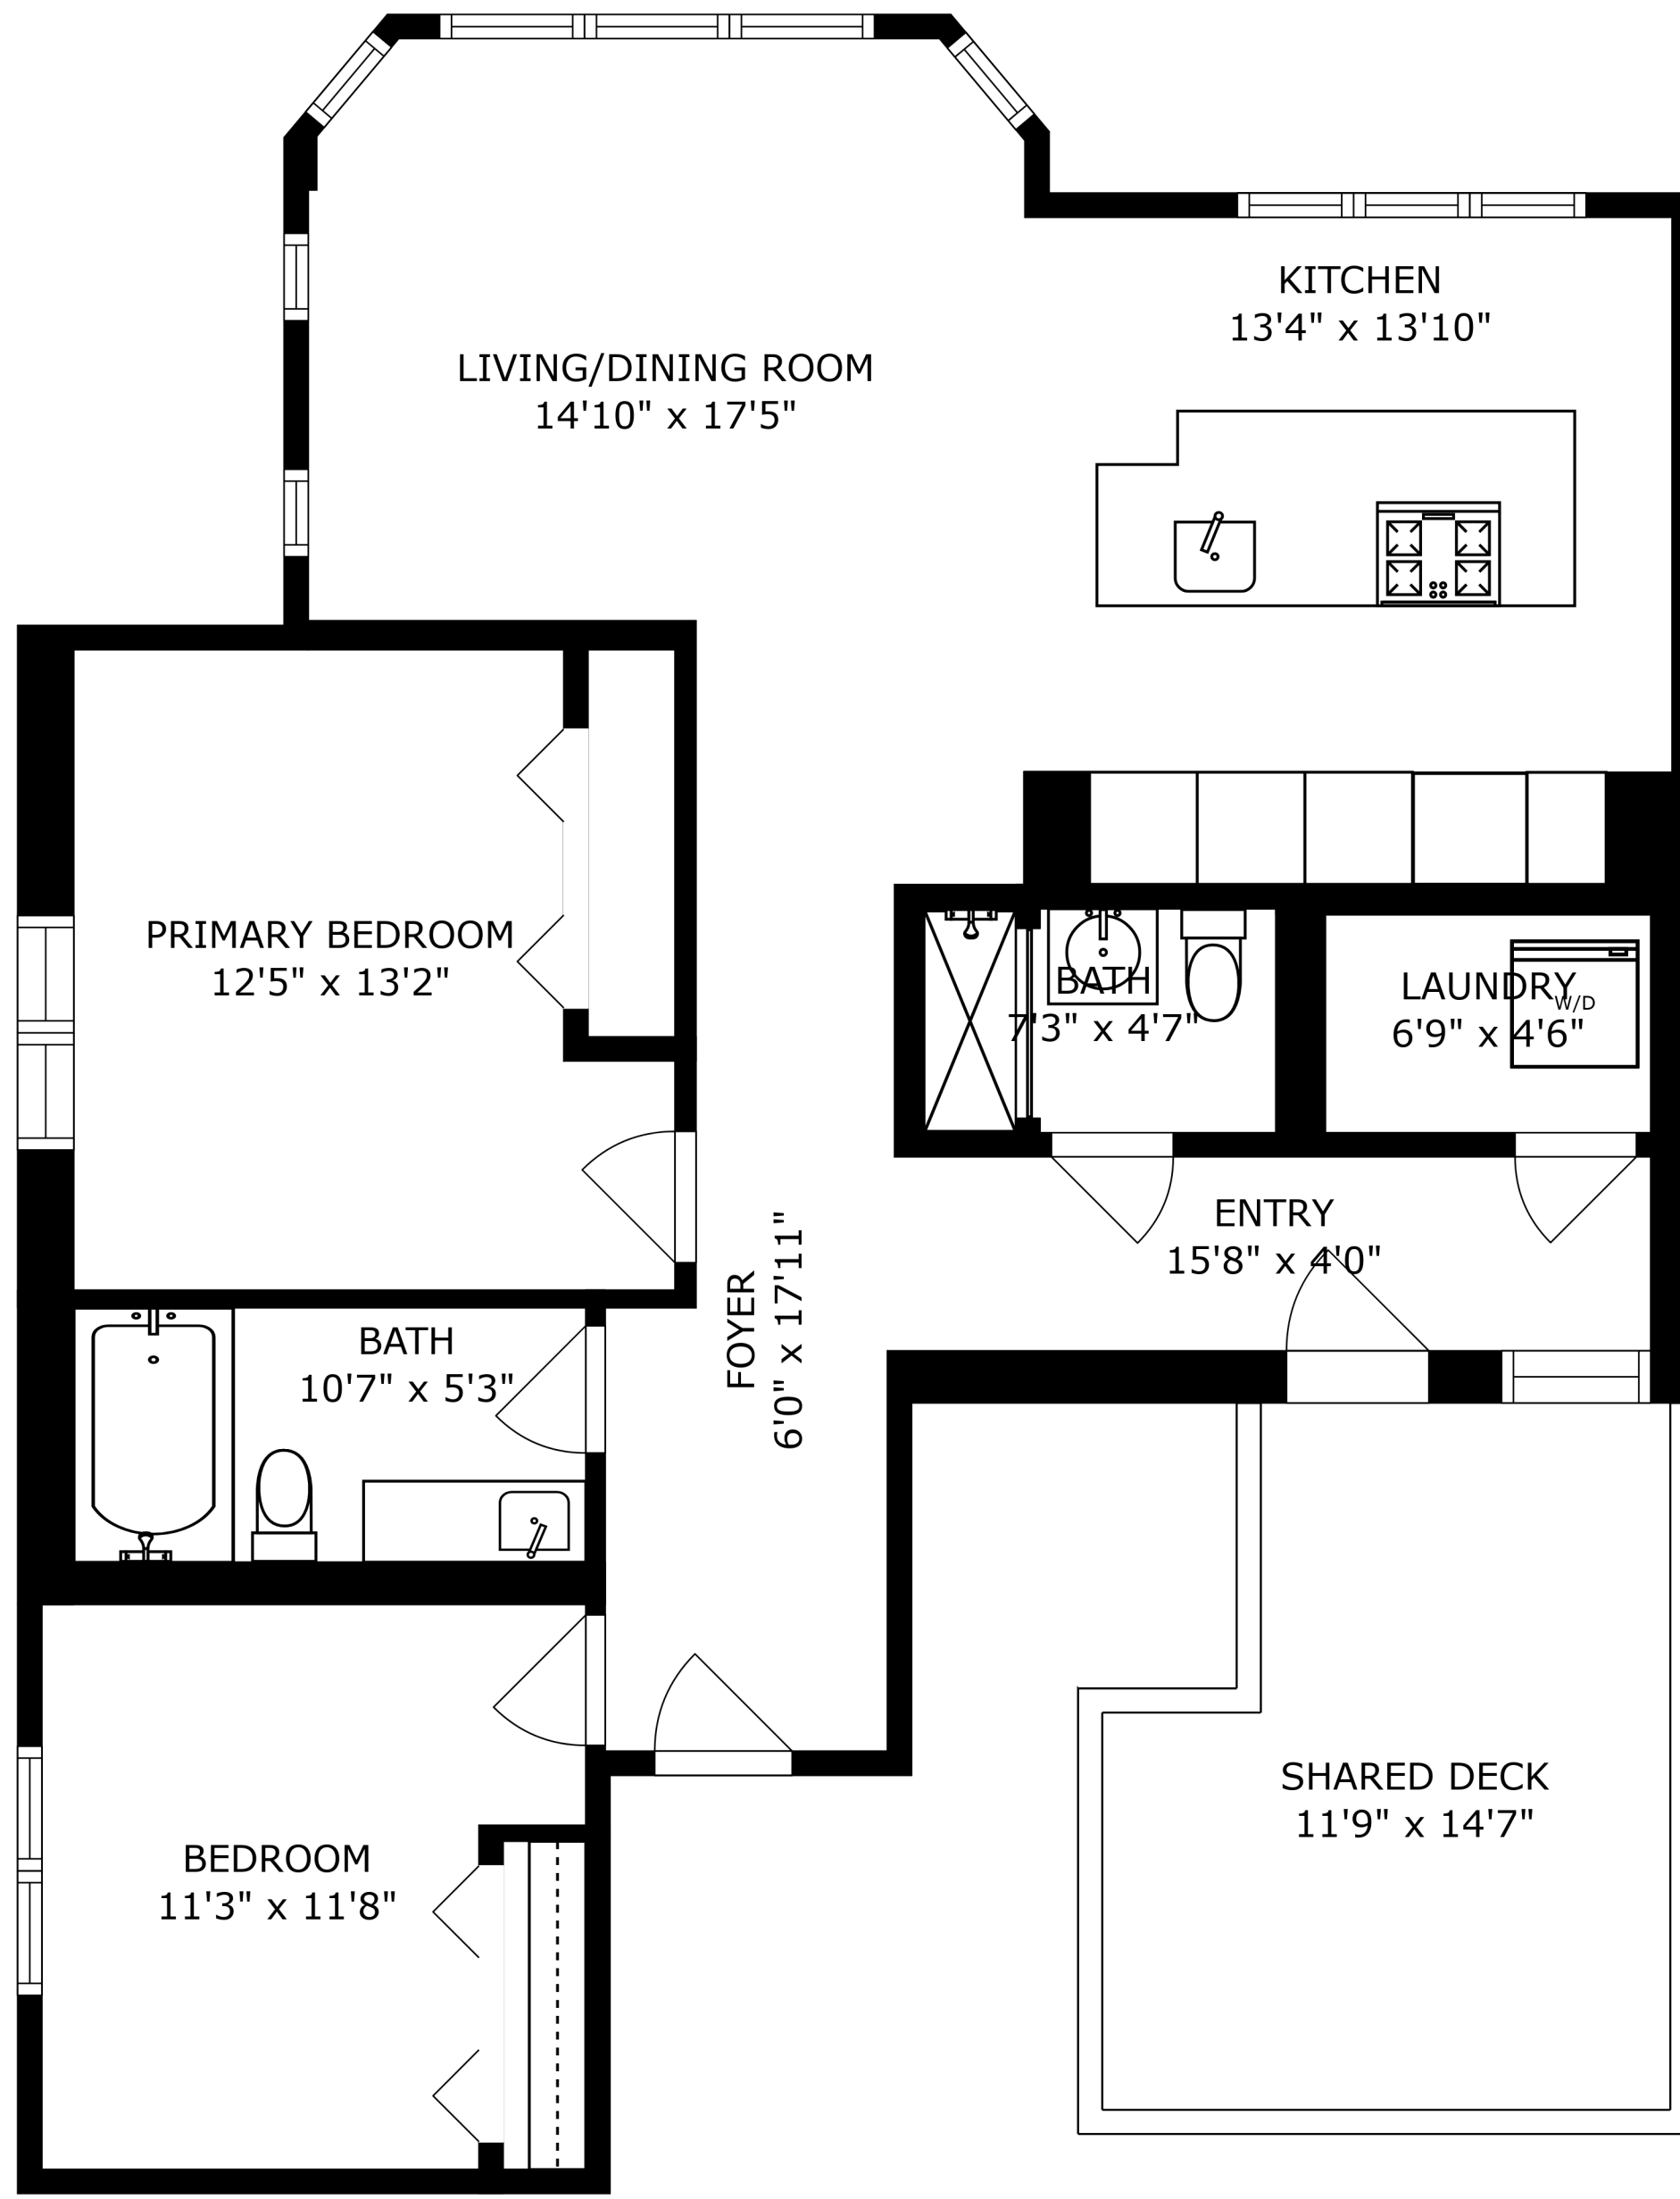 KITCHEN
13'4" x 13'10"
LIVING/DINING ROOM
14'10" x 17'5"
PRIMARY BEDROOM
12'5" x 13'2"
BATH
7'3" x 4'7"
LAUNDRY
W/D
6'9" x 4'6"
ENTRY
15'8" x 4'0"
FOYER
6'0" x 17'11"
BATH
10'7" x 5'3"
SHARED DECK
11'9" x 14'7"
BEDROOM
11'3" x 11'8"